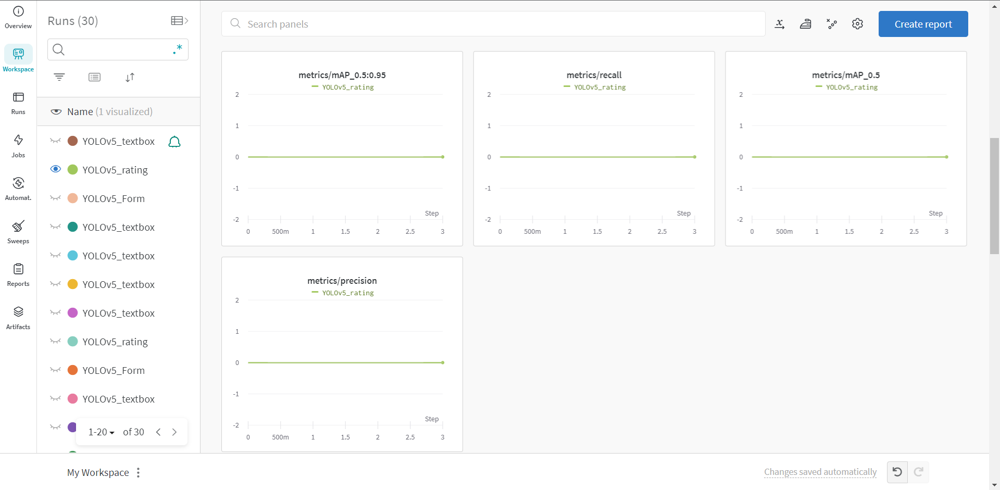 Overview
Workspace
Runs
Jobs
Automat.
Sweeps
Reports
Artifacts
Runs (30)
.*
Name (1 visualized)
YOLOv5_textbox
YOLOv5_rating
YOLOv5_Form
YOLOv5_textbox
YOLOv5_textbox
YOLOv5_textbox
YOLOv5_textbox
YOLOv5_rating
YOLOv5_Form
YOLOv5_textbox
1-20 of 30
Search panels
x
Create report
metrics/mAP_0.5:0.95
YOLOv5_rating
2
1
0
-1
-2
Step
0 500m 1 1.5 2 2.5 3
metrics/recall
YOLOv5_rating
2
1
0
-1
-2
Step
0 500m 1 1.5 2 2.5 3
metrics/mAP_0.5
YOLOv5_rating
2
1
0
-1
-2
Step
0 500m 1 1.5 2 2.5 3
metrics/precision
YOLOv5_rating
2
1
0
-1
-2
Step
0 500m 1 1.5 2 2.5 3
My Workspace
Changes saved automatically